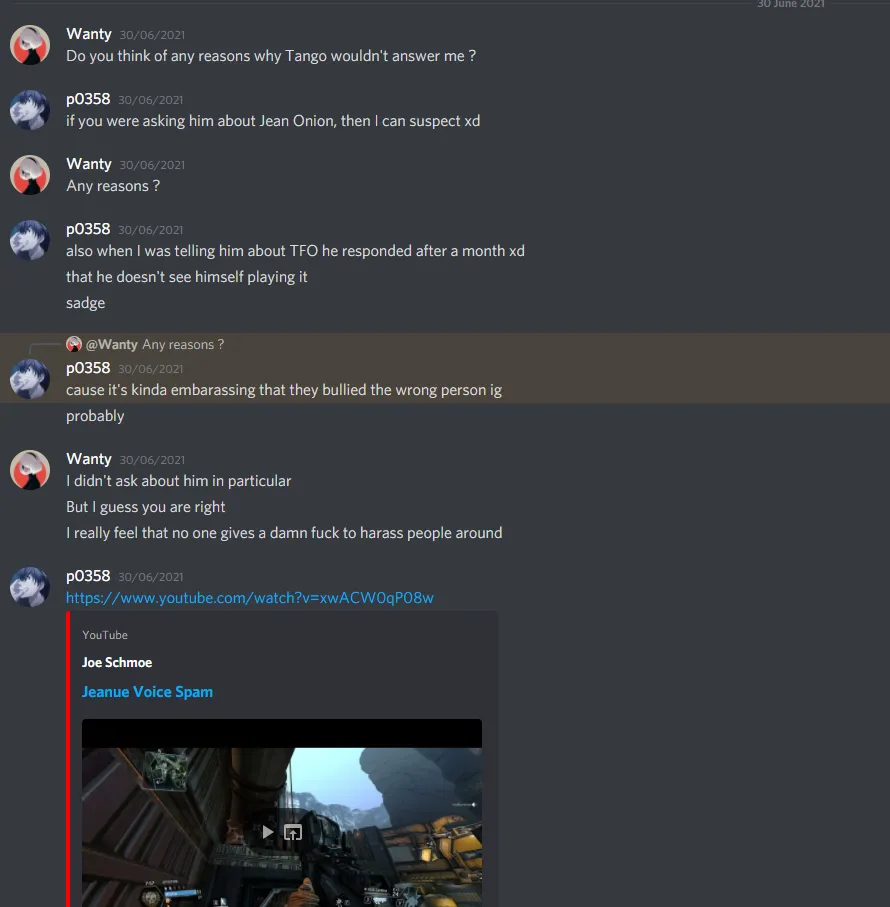 30 June 2021
Wanty 30/06/2021
Do you think of any reasons why Tango wouldn't answer me ?
p0358 30/06/2021
if you were asking him about Jean Onion, then I can suspect xd
Wanty 30/06/2021
Any reasons ?
p0358 30/06/2021
also when I was telling him about TFO he responded after a month xd
that he doesn't see himself playing it
sadge
@Wanty Any reasons ?
p0358 30/06/2021
cause it's kinda embarassing that they bullied the wrong person ig
probably
Wanty 30/06/2021
I didn't ask about him in particular
But I guess you are right
I really feel that no one gives a damn fuck to harass people around
p0358 30/06/2021
https://www.youtube.com/watch?v=xwACW0qP08w
YouTube
Joe Schmoe
Jeanue Voice Spam